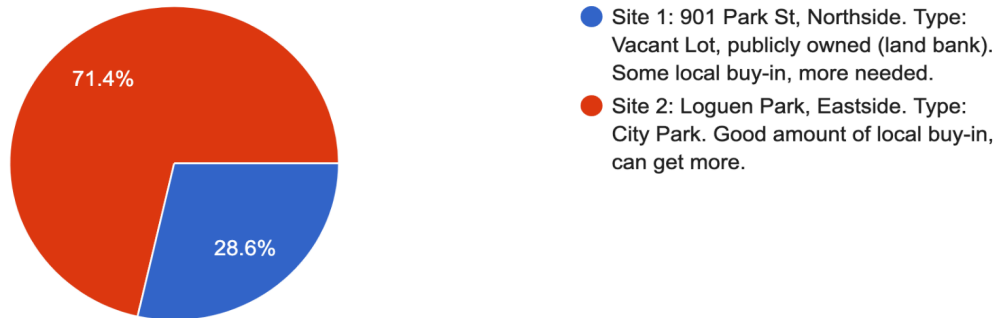 71.4%
28.6%
Site 1: 901 Park St, Northside. Type:
Vacant Lot, publicly owned (land bank).
Some local buy-in, more needed.
Site 2: Loguen Park, Eastside. Type:
City Park. Good amount of local buy-in,
can get more.